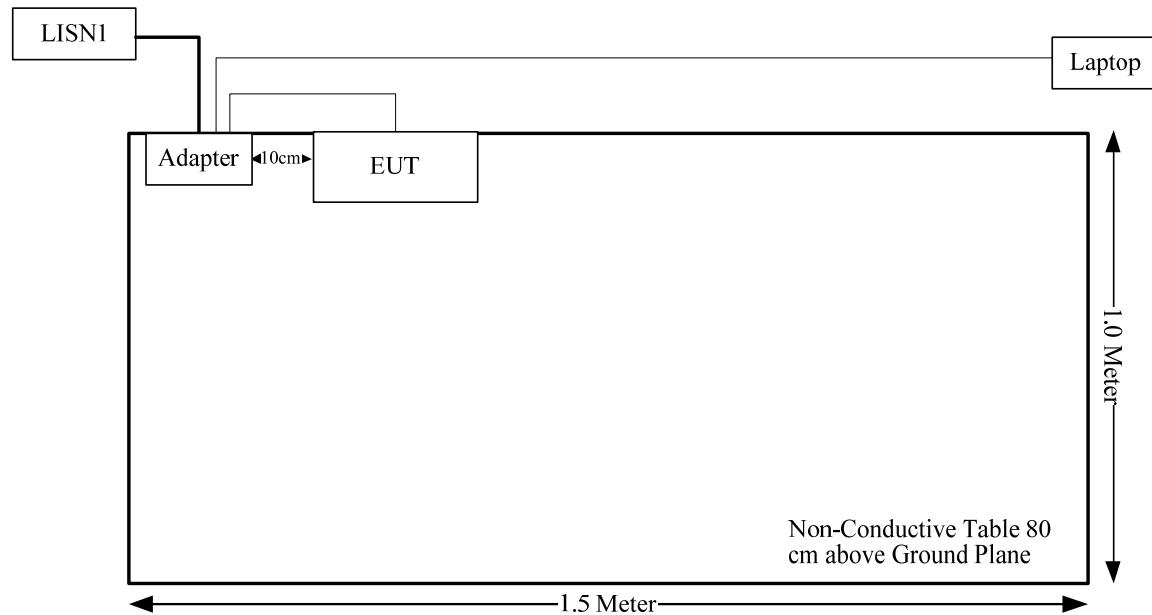 LISN1
Laptop
Adapter
10cm
EUT
1.0 Meter
Non-Conductive Table 80
cm above Ground Plane
1.5 Meter